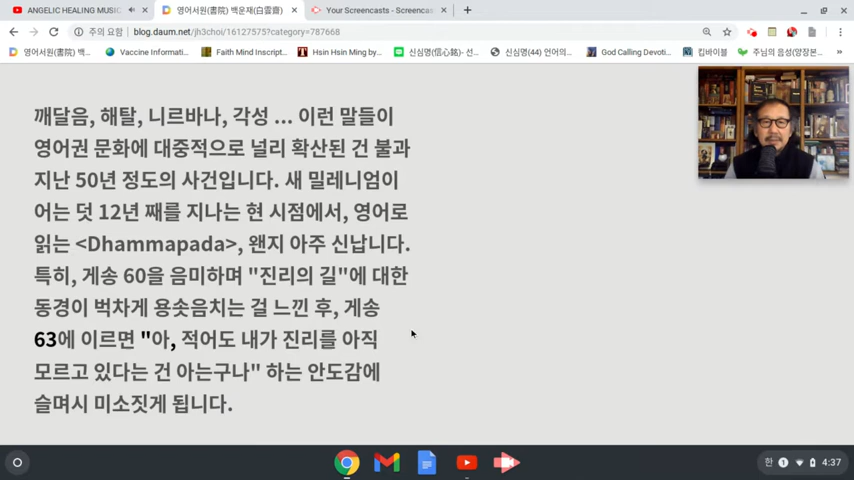 ANGELIC HEALING MUSIC
영어서원(書院) 백운재(白雲齋)
Your Screencasts - Screencas
주의 요함
blog.daum.net/jh3choi/16127575?category=787668
영어서원(書院) 백...
Vaccine Informati...
Faith Mind Inscript...
Hsin Hsin Ming by...
신심명(信心銘)- 선...
신심명(44) 언어의...
God Calling Devoti...
킵바이블
주님의 음성(양장본...
깨달음, 해탈, 니르바나, 각성 ... 이런 말들이
영어권 문화에 대중적으로 널리 확산된 건 불과
지난 50년 정도의 사건입니다. 새 밀레니엄이
어는 덧 12년 째를 지나는 현 시점에서, 영어로
읽는 <Dhammapada>, 왠지 아주 신납니다.
특히, 게송 60을 음미하며 "진리의 길"에 대한
동경이 벅차게 용솟음치는 걸 느낀 후, 게송
63에 이르면 "아, 적어도 내가 진리를 아직
모르고 있다는 건 아는구나" 하는 안도감에
슬며시 미소짓게 됩니다.
한
1
4:37